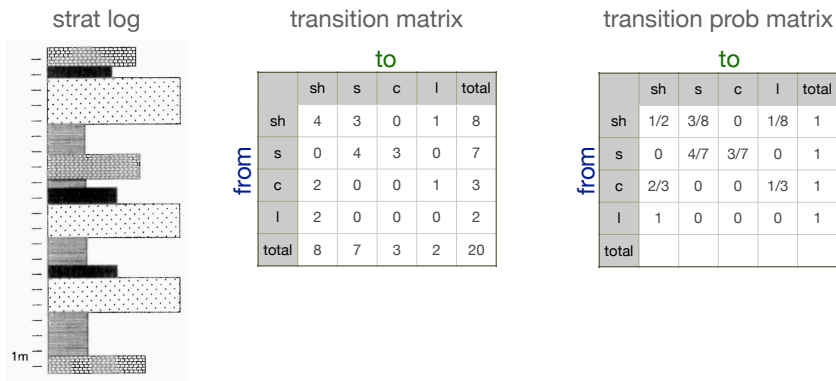 strat log
1m
transition matrix
to
from
sh s c l total
sh 4 3 0 1 8
s 0 4 3 0 7
c 2 0 0 1 3
l 2 0 0 0 2
total 8 7 3 2 20
transition prob matrix
to
from
sh s c l total
sh 1/2 3/8 0 1/8 1
s 0 4/7 3/7 0 1
c 2/3 0 0 1/3 1
l 1 0 0 0 1
total